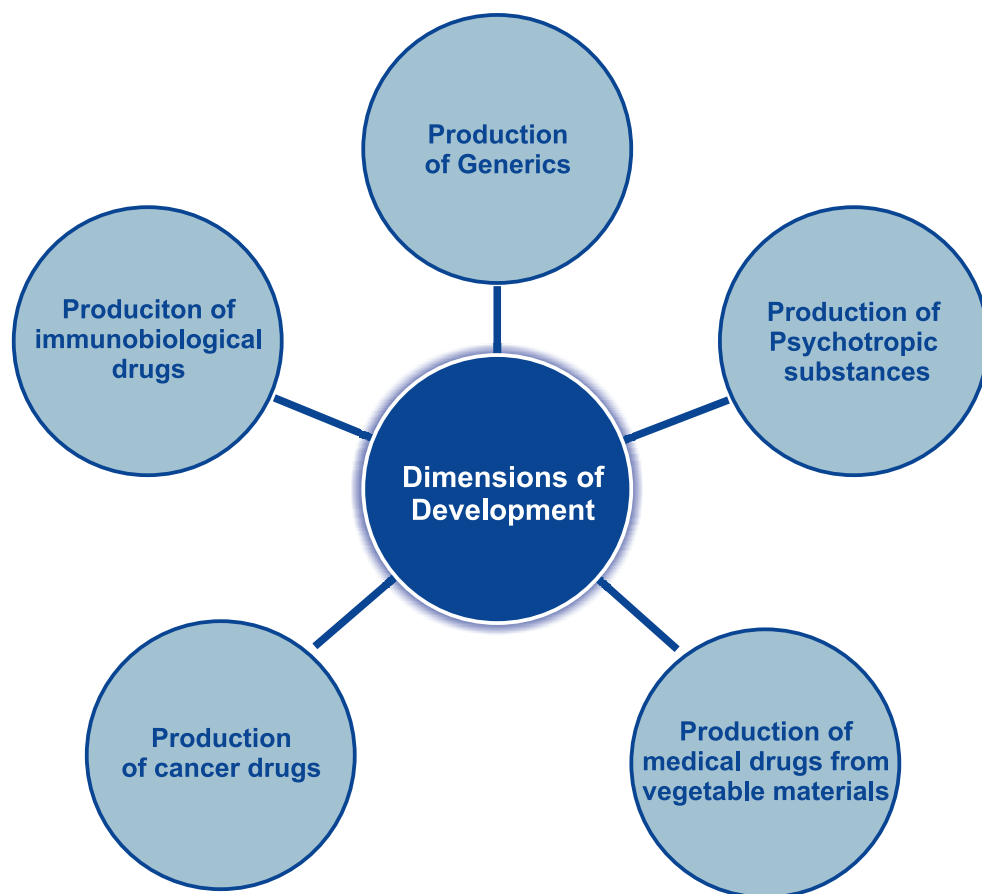 Production
of Generics
Produciton of
immunobiological
drugs
Production of
Psychotropic
substances
Dimensions of
Development
Production
of cancer drugs
Production of
medical drugs from
vegetable materials